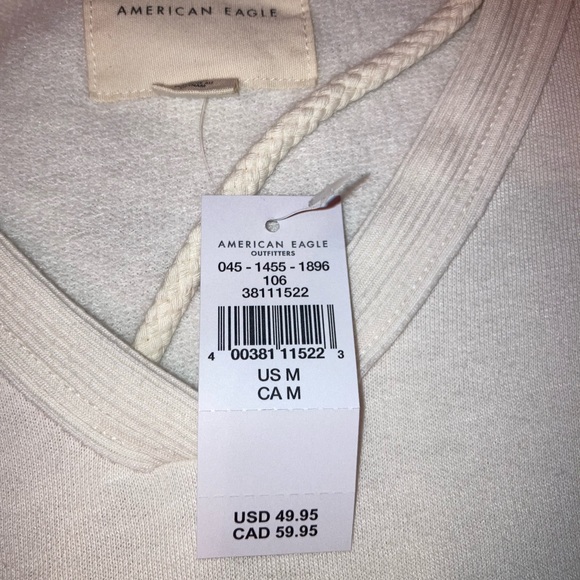 AMERICAN EAGLE
AMERICAN EAGLE
OUTFITTERS
045 - 1455 - 1896
106
38111522
4 00381 11522 3
US M
CA M
USD 49.95
CAD 59.95